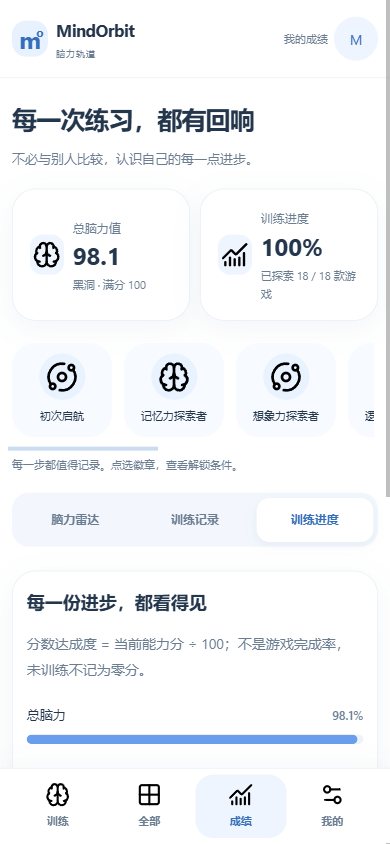 m
MindOrbit
脑力轨道
我的成绩
M
每一次练习，都有回响
不必与别人比较，认识自己的每一点进步。
总脑力值
98.1
黑洞 · 满分 100
训练进度
100%
已探索 18 / 18 款游
戏
初次启航
记忆力探索者
想象力探索者
每一步都值得记录。点选徽章，查看解锁条件。
脑力雷达
训练记录
训练进度
每一份进步，都看得见
分数达成度 = 当前能力分 ÷ 100；不是游戏完成率，
未训练不记为零分。
总脑力
98.1%
训练
全部
成绩
我的